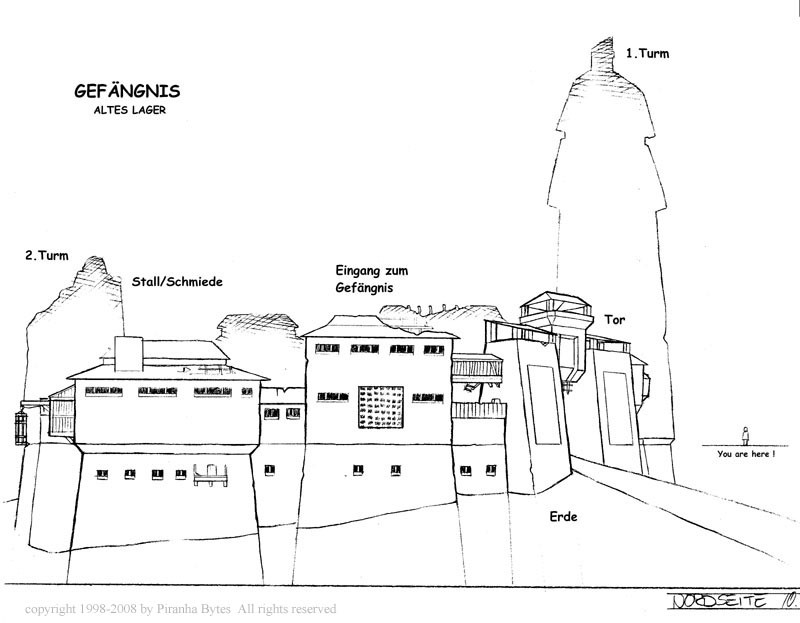 GEFÄNGNIS
ALTES LAGER
1.Turm
2.Turm
Stall/Schmiede
Eingang zum
Gefängnis
Tor
You are here !
Erde
NORDSEITE 10.
copyright 1998-2008 by Piranha Bytes All rights reserved